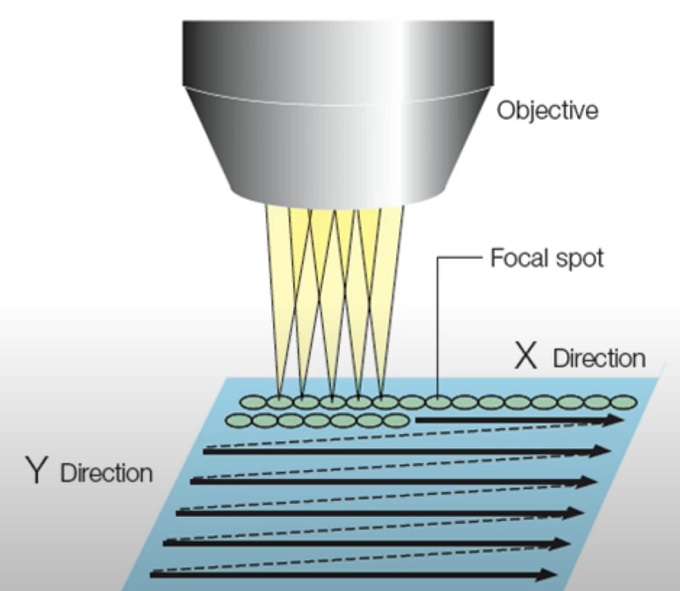 Objective
Focal spot
X Direction
Y Direction